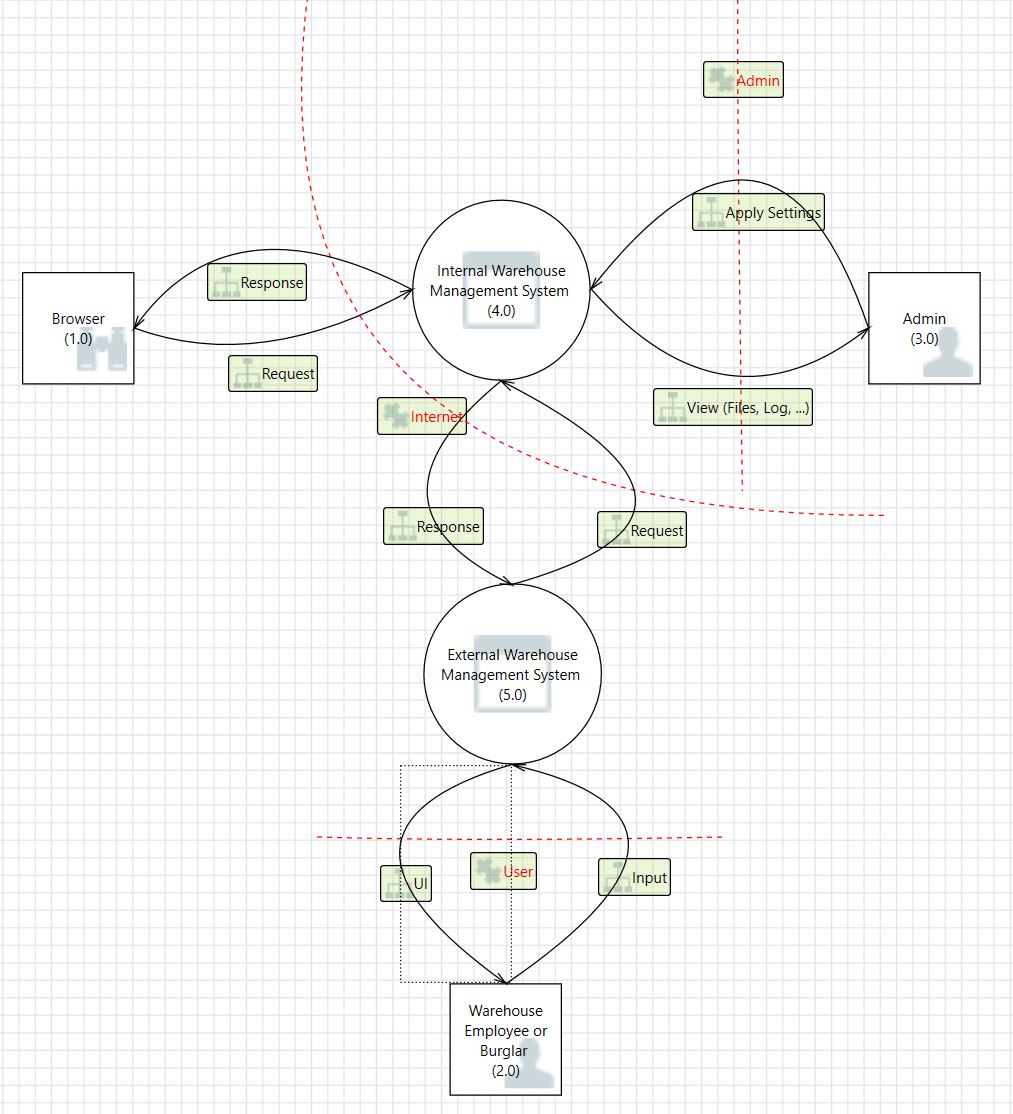 Admin
Apply Settings
Internal Warehouse
Management System
(4.0)
Response
Browser
(1.0)
Admin
(3.0)
Request
View (Files, Log, ...)
Internet
Response
Request
External Warehouse
Management System
(5.0)
User
UI
Input
Warehouse
Employee or
Burglar
(2.0)